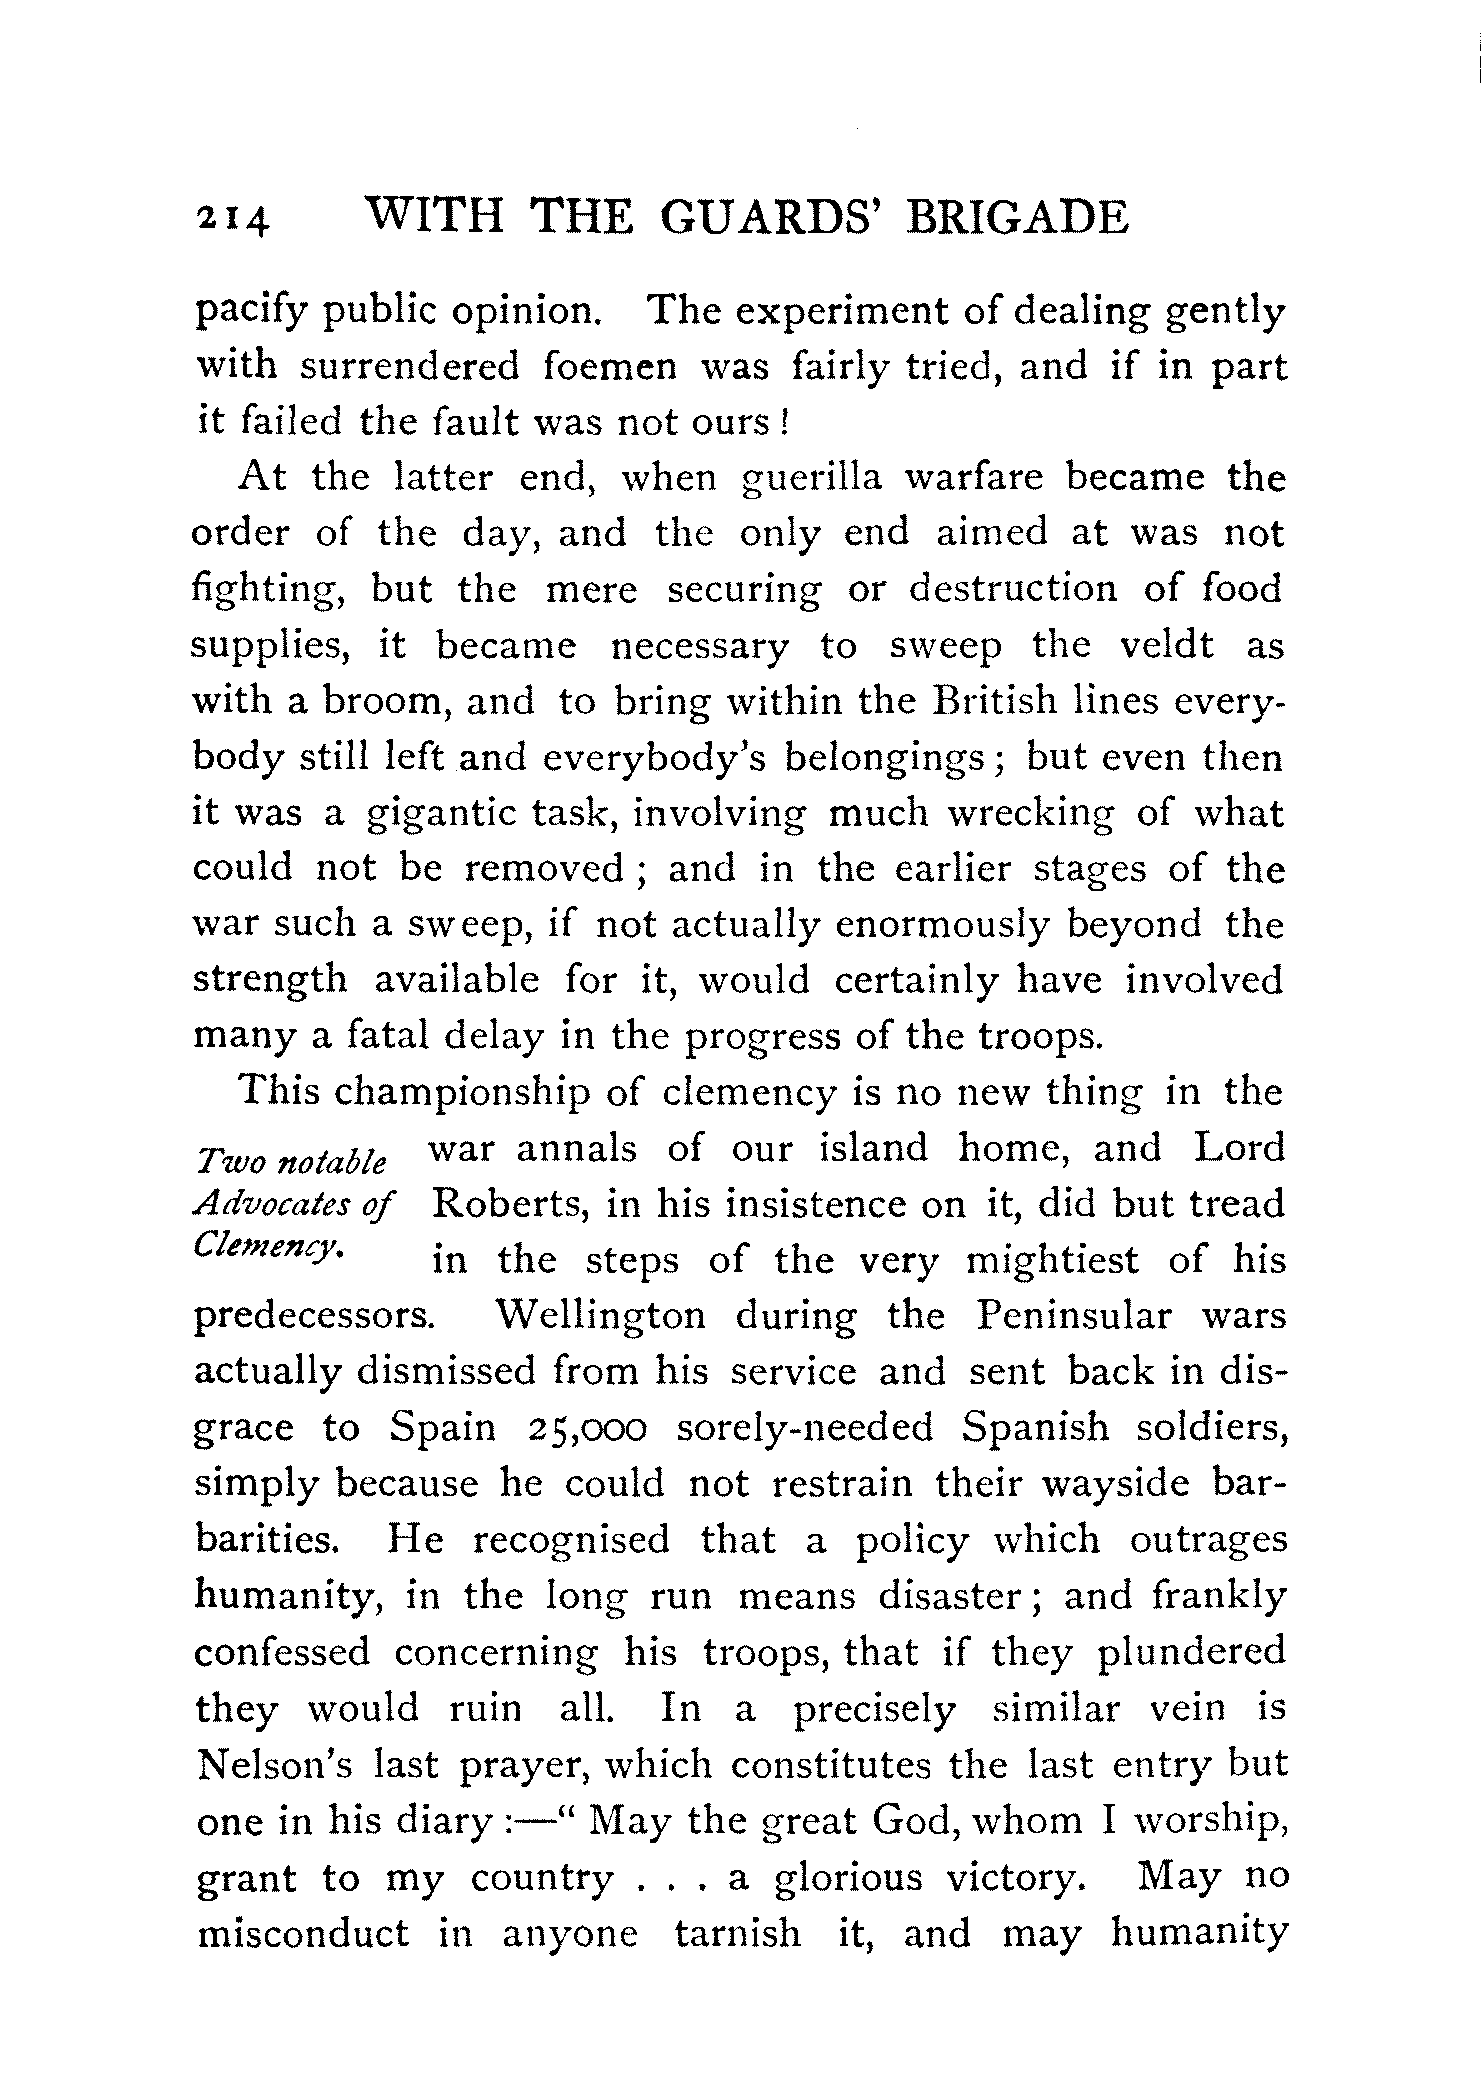 214 WITH THE GUARDS' BRIGADE
pacify public opinion. The experiment of dealing gently
with surrendered foemen was fairly tried, and if in part
it failed the fault was not ours!
At the latter end, when guerilla warfare became the
order of the day, and the only end aimed at was not
fighting, but the mere securing or destruction of food
supplies, it became necessary to sweep the veldt as
with a broom, and to bring within the British lines every-
body still left and everybody's belongings; but even then
it was a gigantic task, involving much wrecking of what
could not be removed; and in the earlier stages of the
war such a sweep, if not actually enormously beyond the
strength available for it, would certainly have involved
many a fatal delay in the progress of the troops.
Two notable
Advocates of
Clemency.
This championship of clemency is no new thing in the
war annals of our island home, and Lord
Roberts, in his insistence on it, did but tread
in the steps of the very mightiest of his
predecessors. Wellington during the Peninsular wars
actually dismissed from his service and sent back in dis-
grace to Spain 25,000 sorely-needed Spanish soldiers,
simply because he could not restrain their wayside bar-
barities. He recognised that a policy which outrages
humanity, in the long run means disaster; and frankly
confessed concerning his troops, that if they plundered
they would ruin all. In a precisely similar vein is
Nelson's last prayer, which constitutes the last entry but
one in his diary:—"May the great God, whom I worship,
grant to my country . . . a glorious victory. May no
misconduct in anyone tarnish it, and may humanity